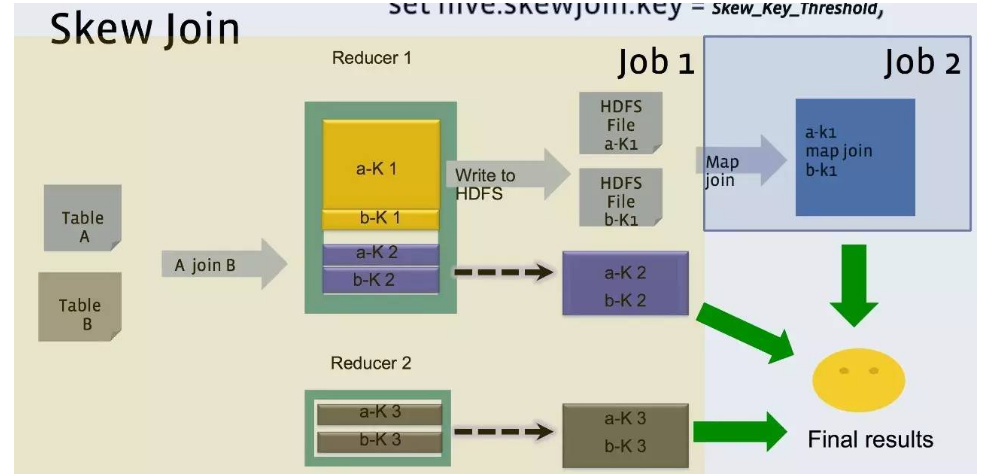 set hive.skewjoin.key = Skew_Key_Threshold;
Skew Join
Reducer 1
Job 1
Job 2
HDFS
File
a-K1
a-K 1
Write to
HDFS
HDFS
File
b-K1
Map
join
a-k1
map join
b-k1
b-K 1
a-K 2
b-K 2
Table
A
A join B
Table
B
a-K 2
b-K 2
Reducer 2
a-K 3
b-K 3
a-K 3
b-K 3
Final results